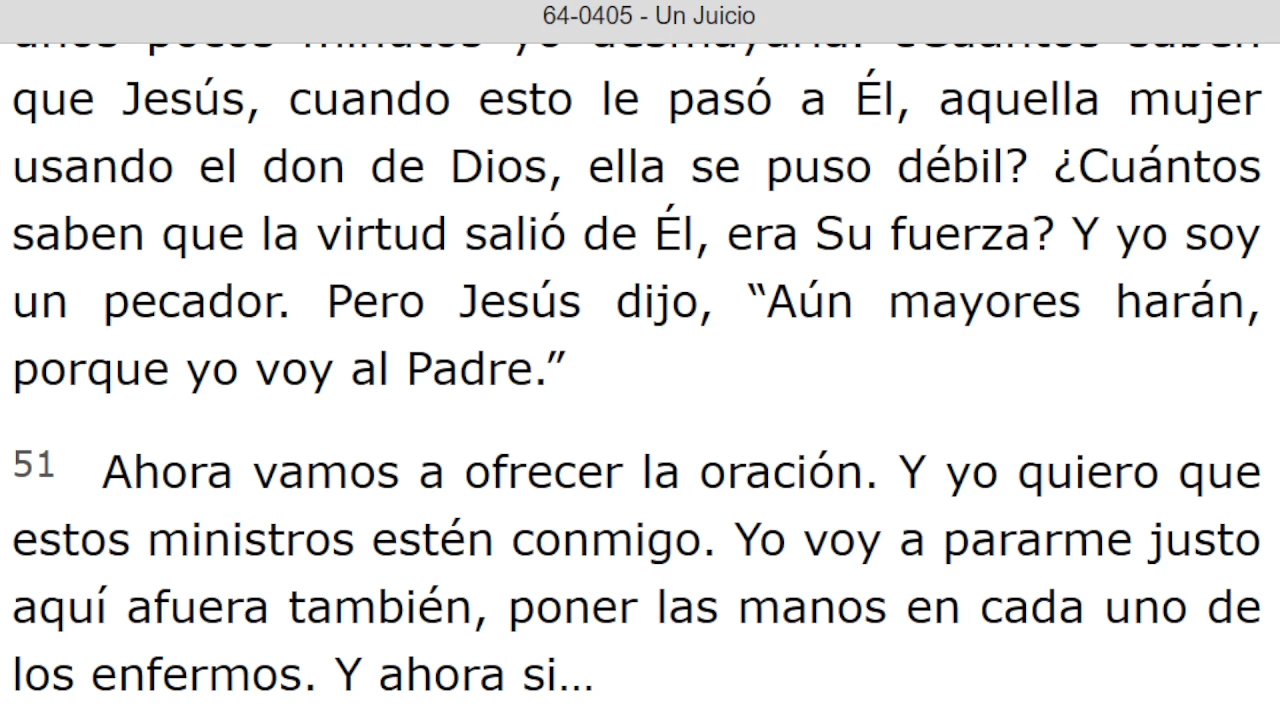 64-0405 - Un Juicio
que Jesús, cuando esto le pasó a Él, aquella mujer
usando el don de Dios, ella se puso débil? ¿Cuántos
saben que la virtud salió de Él, era Su fuerza? Y yo soy
un pecador. Pero Jesús dijo, “Aún mayores harán,
porque yo voy al Padre.”
51 Ahora vamos a ofrecer la oración. Y yo quiero que
estos ministros estén conmigo. Yo voy a pararme justo
aquí afuera también, poner las manos en cada uno de
los enfermos. Y ahora si…